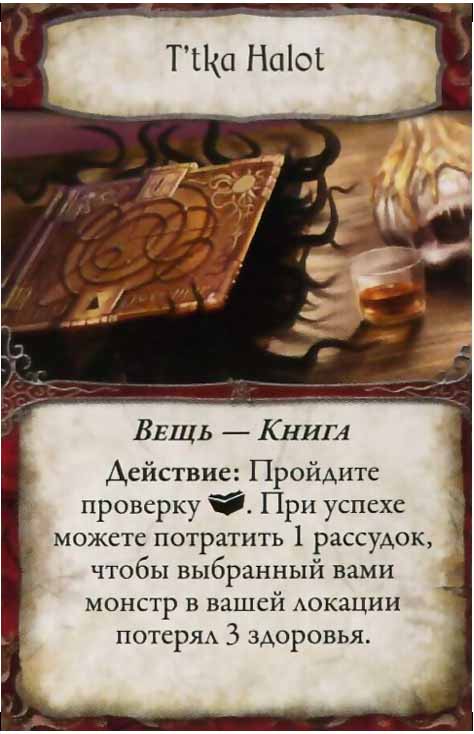 T'tka Halot
Вещь — Книга
Действие: Пройдите
проверку . При успехе
можете потратить 1 рассудок,
чтобы выбранный вами
монстр в вашей локации
потерял 3 здоровья.